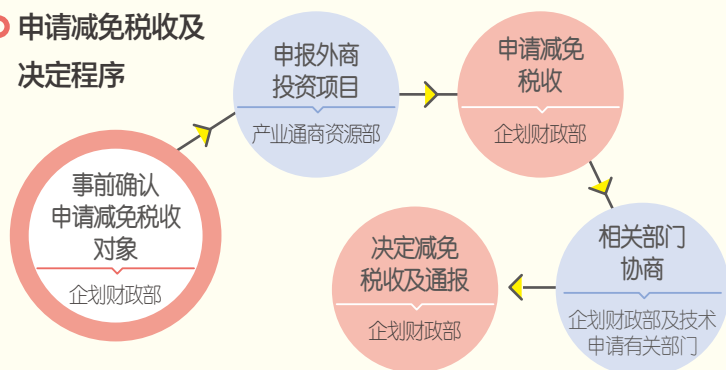 申请减免税收及
决定程序
事前确认
申请减免税收
对象
企划财政部
申报外商
投资项目
产业通商资源部
申请减免
税收
企划财政部
相关部门
协商
企划财政部及技术
申请有关部门
决定减免
税收及通报
企划财政部